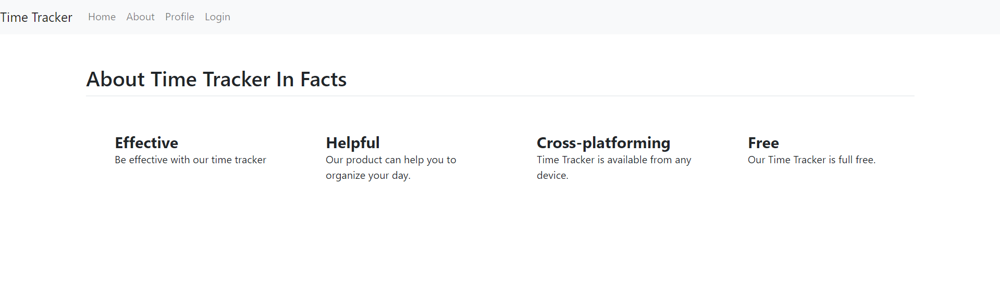 Time Tracker Home About Profile Login
About Time Tracker In Facts
Effective
Be effective with our time tracker
Helpful
Our product can help you to
organize your day.
Cross-platforming
Time Tracker is available from any
device.
Free
Our Time Tracker is full free.